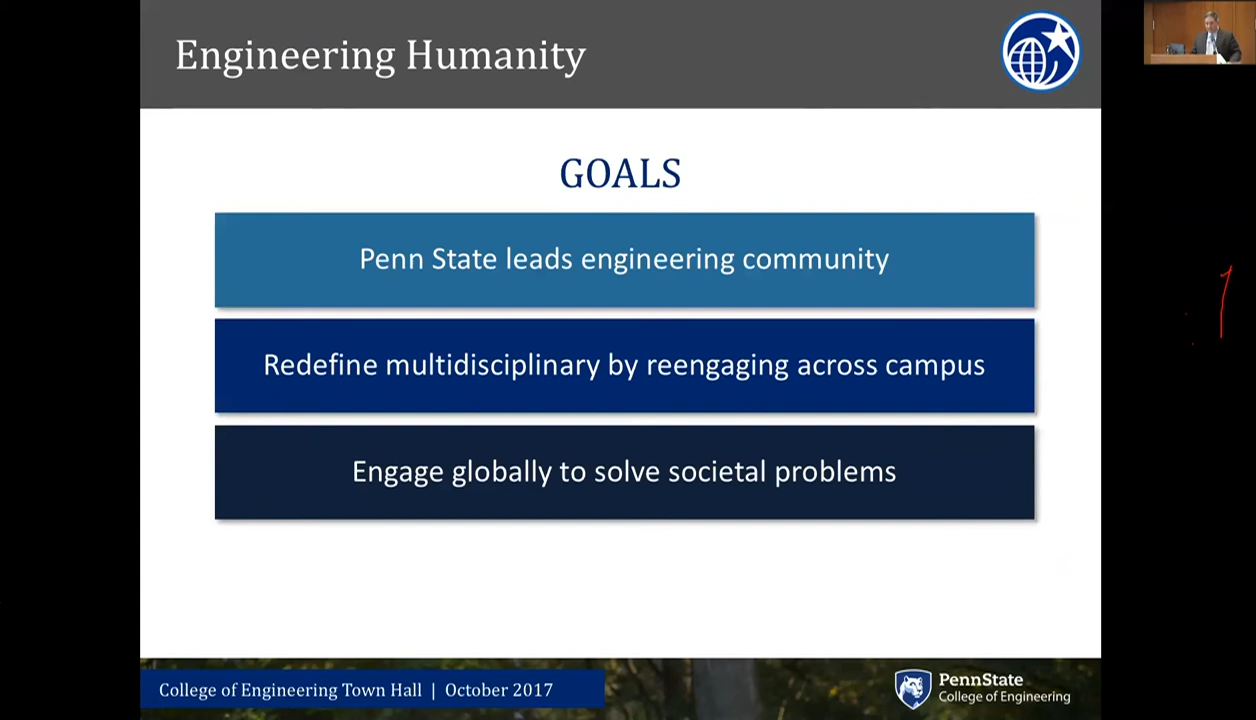 Engineering Humanity
GOALS
Penn State leads engineering community
Redefine multidisciplinary by reengaging across campus
Engage globally to solve societal problems
College of Engineering Town Hall | October 2017
PennState
College of Engineering